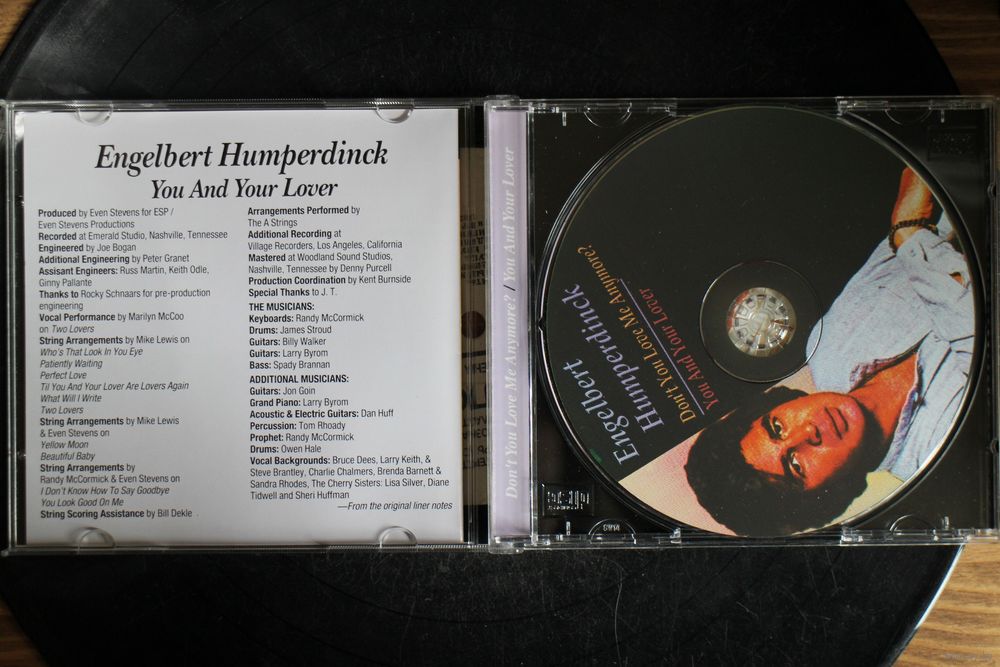 Engelbert Humperdinck
You And Your Lover
Produced by Even Stevens for ESP /
Even Stevens Productions
Recorded at Emerald Studio, Nashville, Tennessee
Engineered by Joe Bogan
Additional Engineering by Peter Granet
Assisant Engineers: Russ Martin, Keith Odle,
Ginny Pallante
Thanks to Rocky Schnaars for pre-production
engineering
Vocal Performance by Marilyn McCoo
on Two Lovers
String Arrangements by Mike Lewis on
Who's That Look In You Eye
Patiently Waiting
Perfect Love
Til You And Your Lover Are Lovers Again
What Will I Write
Two Lovers
String Arrangements by Mike Lewis
& Even Stevens on
Yellow Moon
Beautiful Baby
String Arrangements by
Randy McCormick & Even Stevens on
I Don't Know How To Say Goodbye
You Look Good On Me
String Scoring Assistance by Bill Dekle
Arrangements Performed by
The A Strings
Additional Recording at
Village Recorders, Los Angeles, California
Mastered at Woodland Sound Studios,
Nashville, Tennessee by Denny Purcell
Production Coordination by Kent Burnside
Special Thanks to J. T.
THE MUSICIANS:
Keyboards: Randy McCormick
Drums: James Stroud
Guitars: Billy Walker
Guitars: Larry Byrom
Bass: Spady Brannan
ADDITIONAL MUSICIANS:
Guitars: Jon Goin
Grand Piano: Larry Byrom
Acoustic & Electric Guitars: Dan Huff
Percussion: Tom Rhoady
Prophet: Randy McCormick
Drums: Owen Hale
Vocal Backgrounds: Bruce Dees, Larry Keith, &
Steve Brantley, Charlie Chalmers, Brenda Barnett &
Sandra Rhodes, The Cherry Sisters: Lisa Silver, Diane
Tidwell and Sheri Huffman
—From the original liner notes
Don't You Love Me Anymore? / You And Your Lover
Engelbert
Humperdinck
Don't You Love Me Anymore?
You And Your Lover